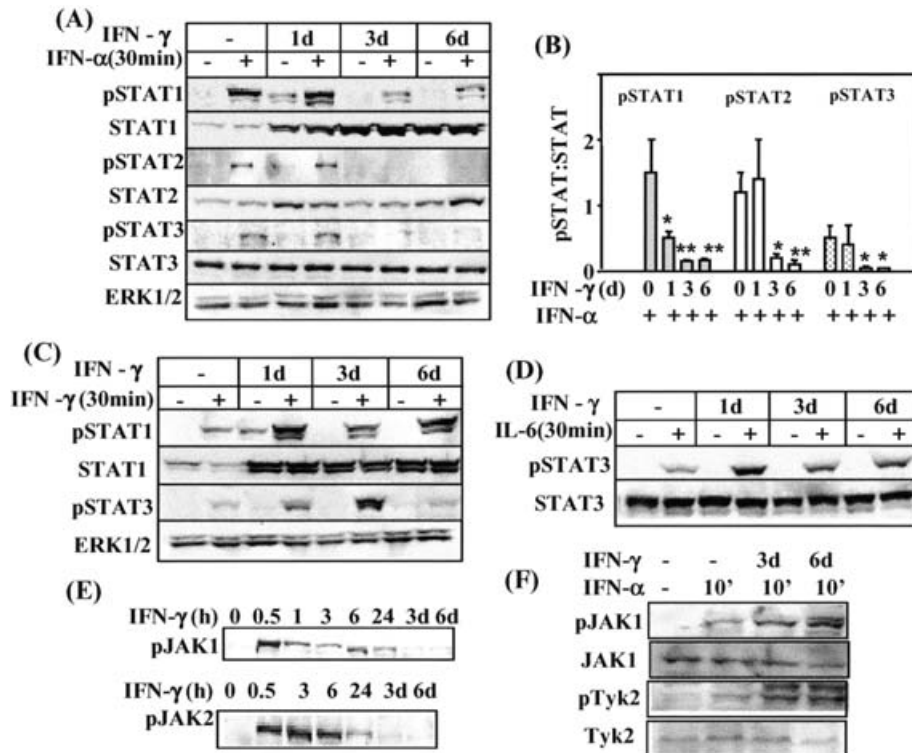 (A)
IFN - γ - 1d 3d 6d
IFN-α(30min) - + - + - + - +
pSTAT1
STAT1
pSTAT2
STAT2
pSTAT3
STAT3
ERK1/2
(B)
pSTAT1 pSTAT2 pSTAT3
pSTAT:STAT
2
1
0
* ** ** * ** * *
IFN -γ (d) 0 1 3 6 0 1 3 6 0 1 3 6
IFN-α + + + + + + + + + + + +
(C)
IFN - γ - 1d 3d 6d
IFN -γ (30min) - + - + - + - +
pSTAT1
STAT1
pSTAT3
ERK1/2
(D)
IFN - γ - 1d 3d 6d
IL-6(30min) - + - + - + - +
pSTAT3
STAT3
(E)
IFN-γ (h) 0 0.5 1 3 6 24 3d 6d
pJAK1
IFN-γ (h) 0 0.5 3 6 24 3d 6d
pJAK2
(F)
IFN-γ - - 3d 6d
IFN-α - 10' 10' 10'
pJAK1
JAK1
pTyk2
Tyk2